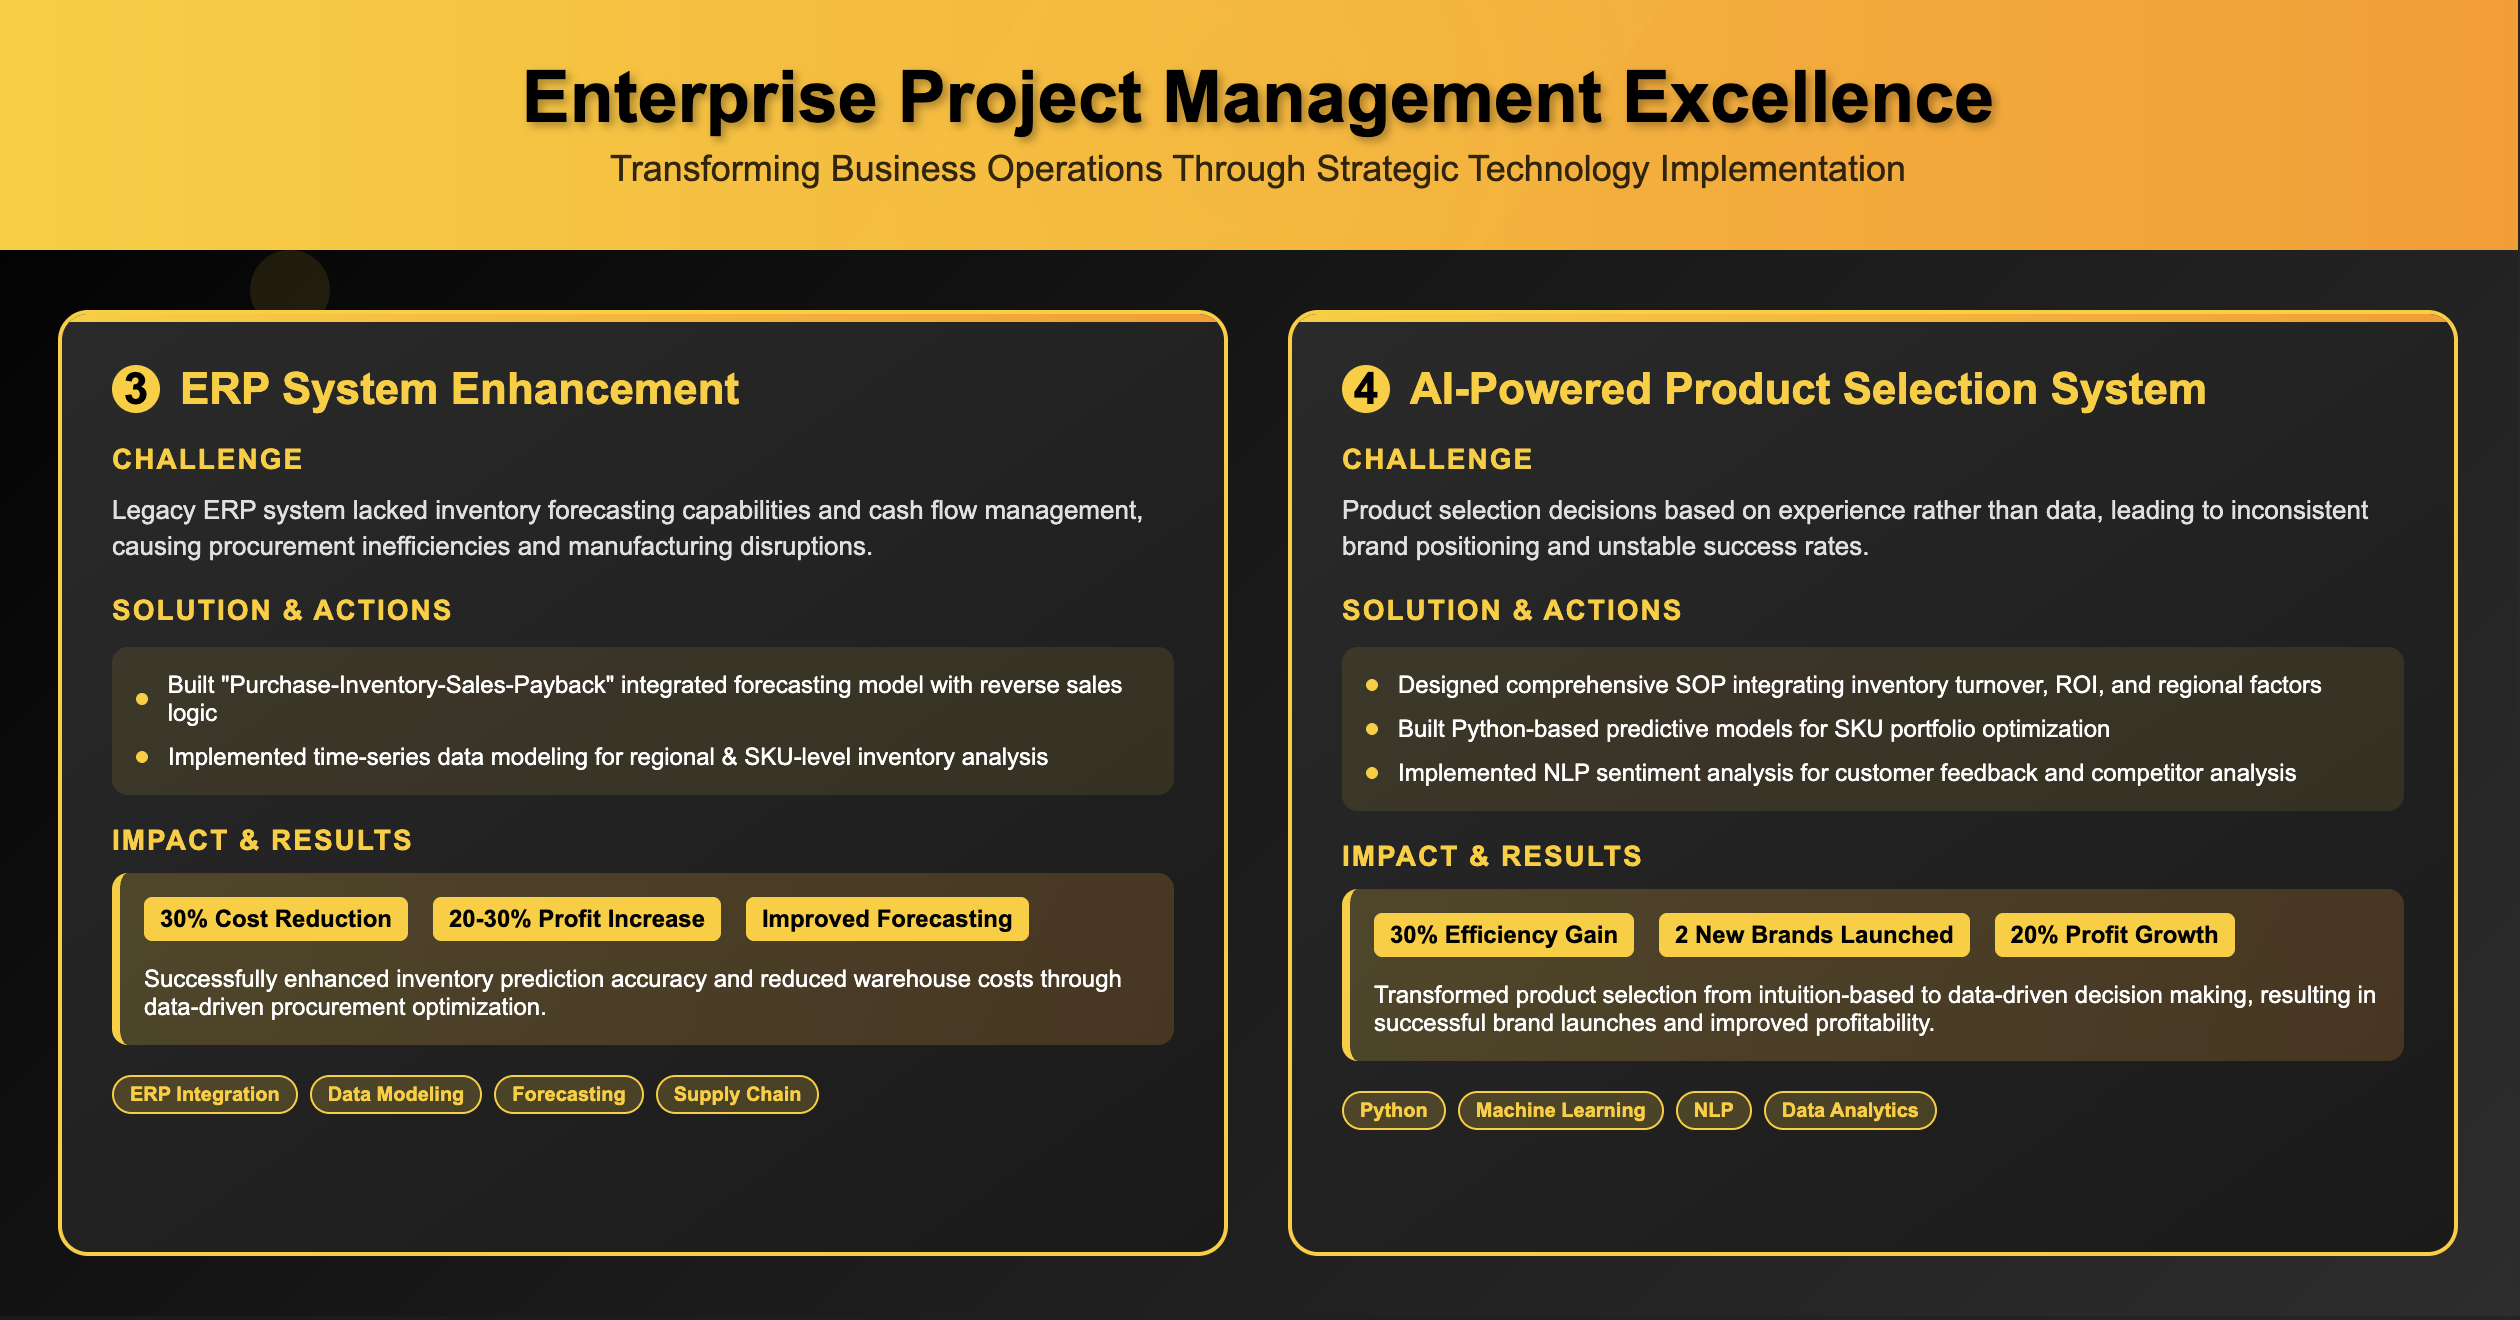 Enterprise Project Management Excellence
Transforming Business Operations Through Strategic Technology Implementation
3 ERP System Enhancement
CHALLENGE
Legacy ERP system lacked inventory forecasting capabilities and cash flow management,
causing procurement inefficiencies and manufacturing disruptions.
SOLUTION & ACTIONS
Built "Purchase-Inventory-Sales-Payback" integrated forecasting model with reverse sales
logic
Implemented time-series data modeling for regional & SKU-level inventory analysis
IMPACT & RESULTS
30% Cost Reduction 20-30% Profit Increase Improved Forecasting
Successfully enhanced inventory prediction accuracy and reduced warehouse costs through
data-driven procurement optimization.
ERP Integration Data Modeling Forecasting Supply Chain
4 AI-Powered Product Selection System
CHALLENGE
Product selection decisions based on experience rather than data, leading to inconsistent
brand positioning and unstable success rates.
SOLUTION & ACTIONS
Designed comprehensive SOP integrating inventory turnover, ROI, and regional factors
Built Python-based predictive models for SKU portfolio optimization
Implemented NLP sentiment analysis for customer feedback and competitor analysis
IMPACT & RESULTS
30% Efficiency Gain 2 New Brands Launched 20% Profit Growth
Transformed product selection from intuition-based to data-driven decision making, resulting in
successful brand launches and improved profitability.
Python Machine Learning NLP Data Analytics